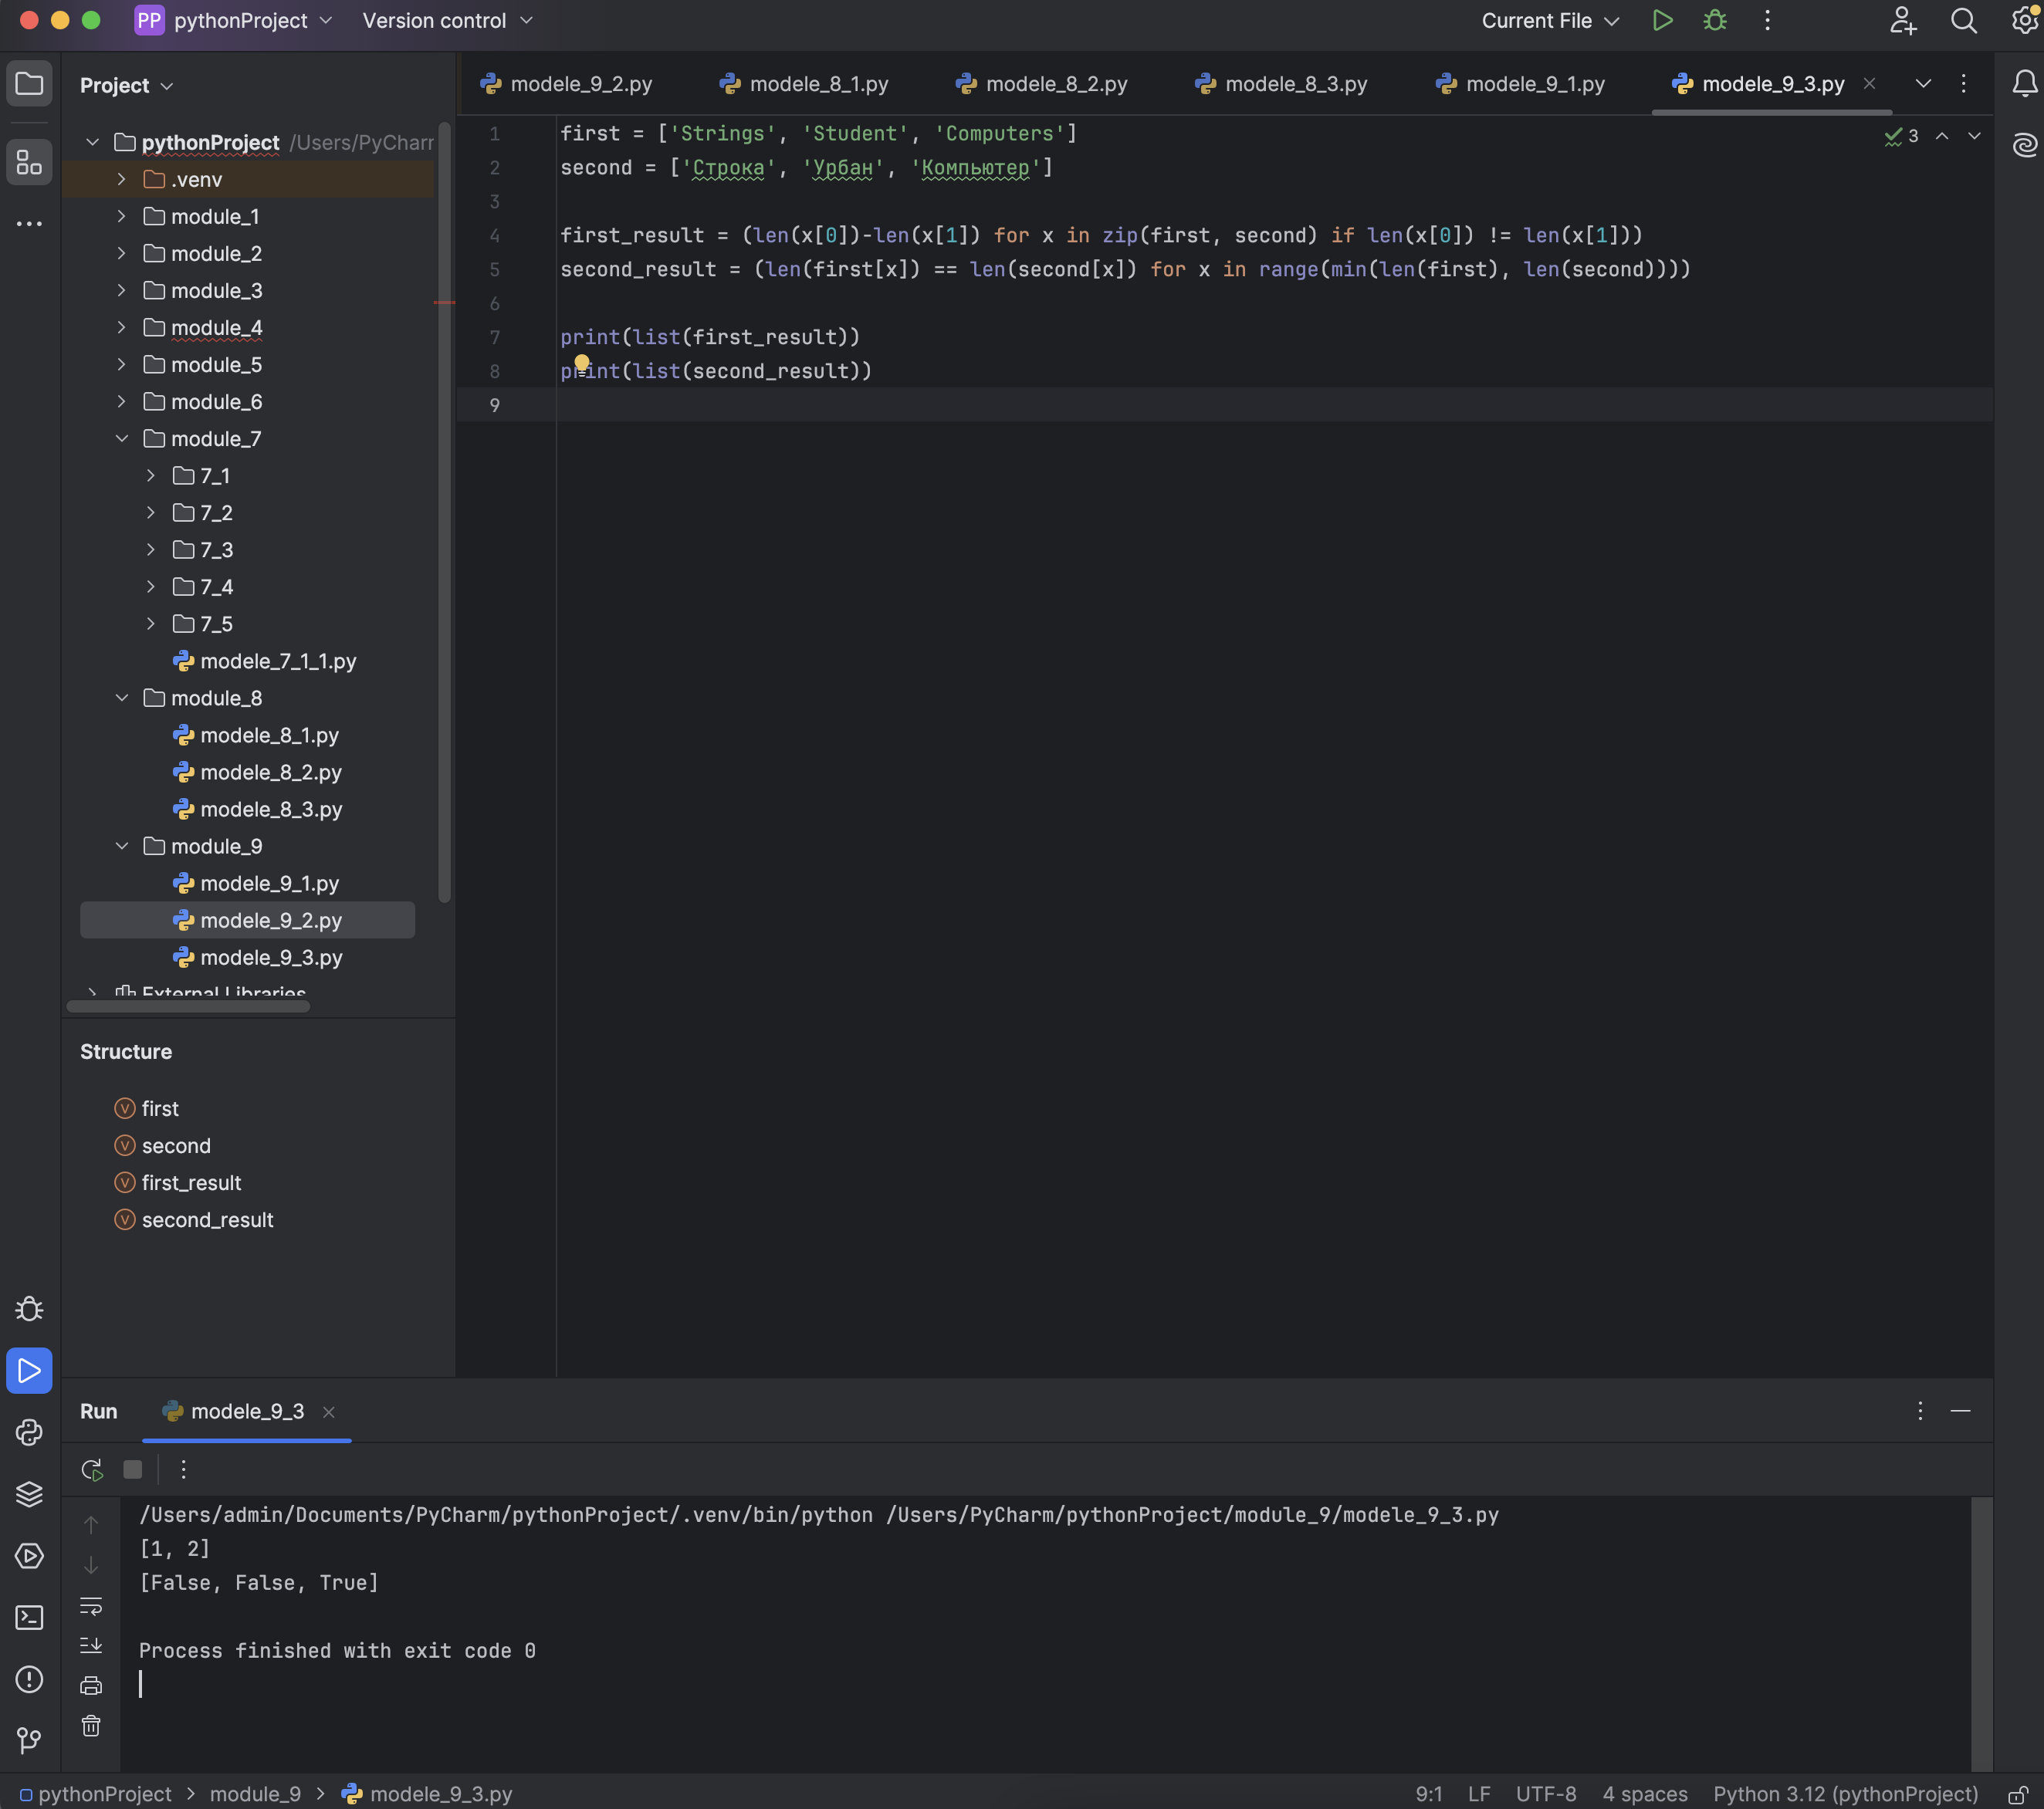 PP pythonProject Version control Current File
Project
modele_9_2.py modele_8_1.py modele_8_2.py modele_8_3.py modele_9_1.py modele_9_3.py
pythonProject /Users/PyCharr
.venv
module_1
module_2
module_3
module_4
module_5
module_6
module_7
7_1
7_2
7_3
7_4
7_5
modele_7_1_1.py
module_8
modele_8_1.py
modele_8_2.py
modele_8_3.py
module_9
modele_9_1.py
modele_9_2.py
modele_9_3.py
External Libraries
3
1 first = ['Strings', 'Student', 'Computers']
2 second = ['Строка', 'Урбан', 'Компьютер']
3
4 first_result = (len(x[0])-len(x[1]) for x in zip(first, second) if len(x[0]) != len(x[1]))
5 second_result = (len(first[x]) == len(second[x]) for x in range(min(len(first), len(second))))
6
7 print(list(first_result))
8 print(list(second_result))
9
Structure
V first
V second
V first_result
V second_result
Run modele_9_3
/Users/admin/Documents/PyCharm/pythonProject/.venv/bin/python /Users/PyCharm/pythonProject/module_9/modele_9_3.py
[1, 2]
[False, False, True]
Process finished with exit code 0
pythonProject > module_9 > modele_9_3.py 9:1 LF UTF-8 4 spaces Python 3.12 (pythonProject)